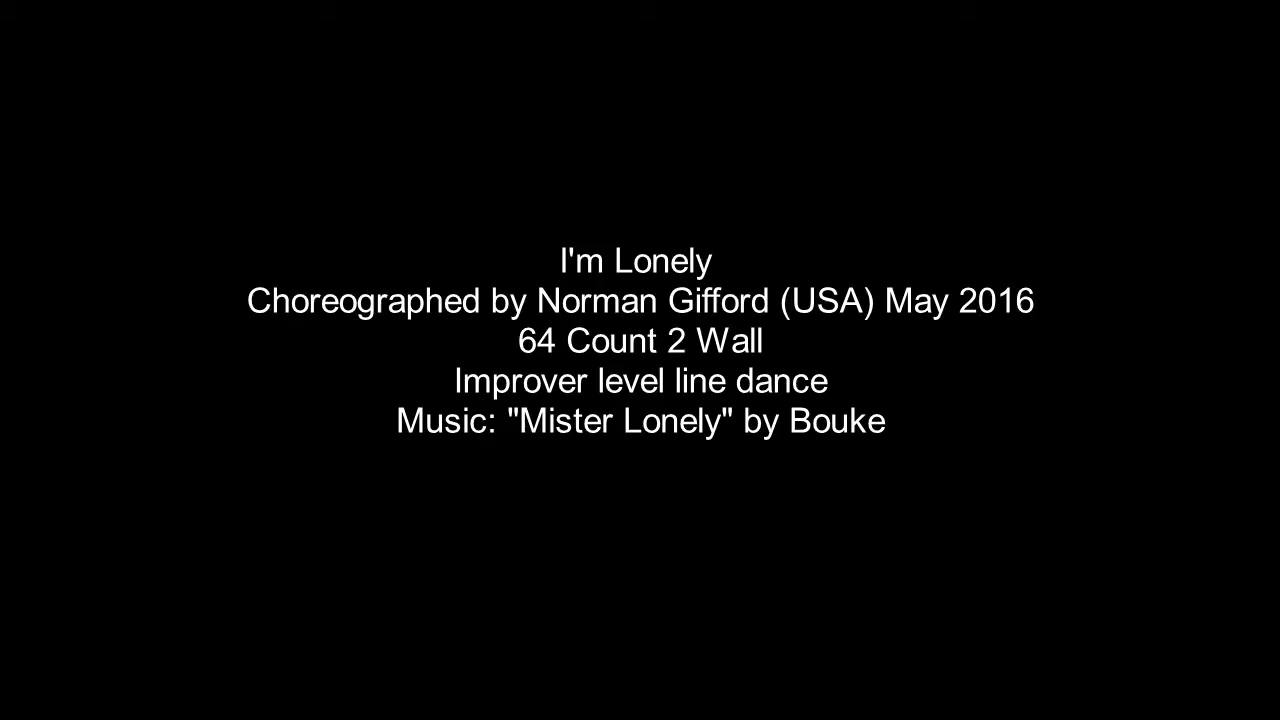 I'm Lonely
Choreographed by Norman Gifford (USA) May 2016
64 Count 2 Wall
Improver level line dance
Music: "Mister Lonely" by Bouke